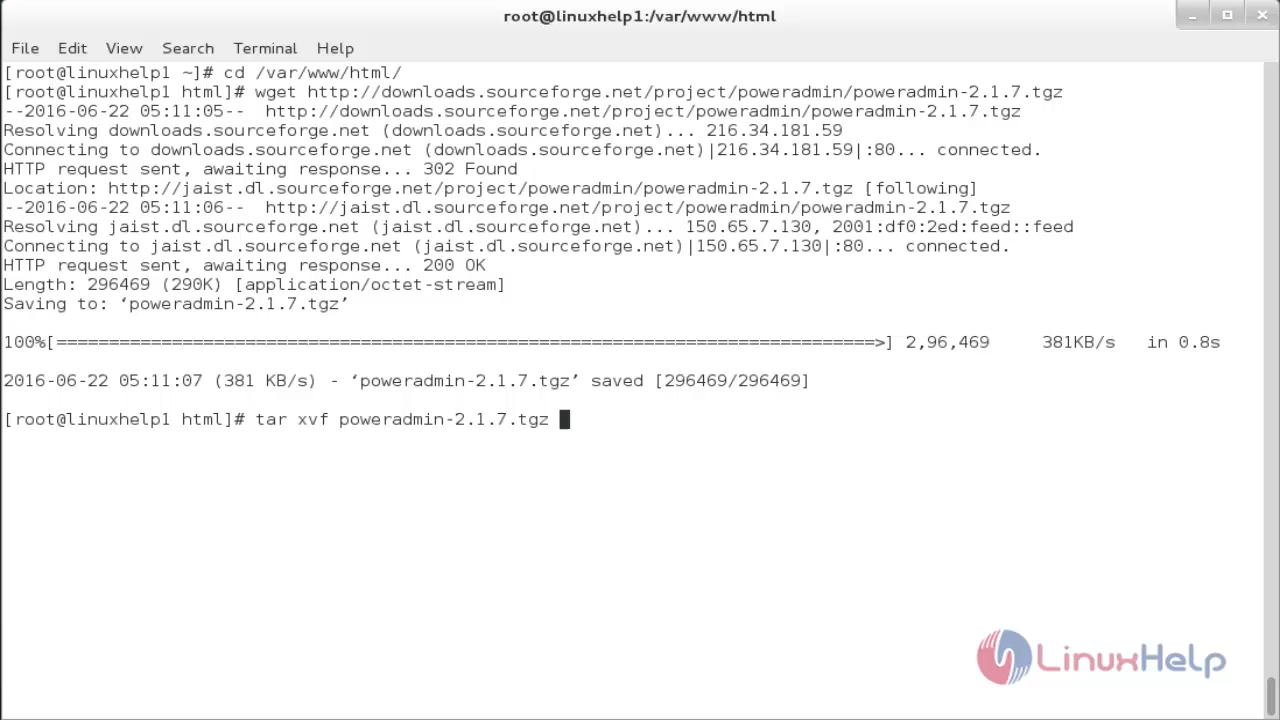 root@linuxhelp1:/var/www/html
File Edit View Search Terminal Help
[root@linuxhelp1 ~]# cd /var/www/html/
[root@linuxhelp1 html]# wget http://downloads.sourceforge.net/project/poweradmin/poweradmin-2.1.7.tgz
--2016-06-22 05:11:05--  http://downloads.sourceforge.net/project/poweradmin/poweradmin-2.1.7.tgz
Resolving downloads.sourceforge.net (downloads.sourceforge.net)... 216.34.181.59
Connecting to downloads.sourceforge.net (downloads.sourceforge.net)|216.34.181.59|:80... connected.
HTTP request sent, awaiting response... 302 Found
Location: http://jaist.dl.sourceforge.net/project/poweradmin/poweradmin-2.1.7.tgz [following]
--2016-06-22 05:11:06--  http://jaist.dl.sourceforge.net/project/poweradmin/poweradmin-2.1.7.tgz
Resolving jaist.dl.sourceforge.net (jaist.dl.sourceforge.net)... 150.65.7.130, 2001:df0:2ed:feed::feed
Connecting to jaist.dl.sourceforge.net (jaist.dl.sourceforge.net)|150.65.7.130|:80... connected.
HTTP request sent, awaiting response... 200 OK
Length: 296469 (290K) [application/octet-stream]
Saving to: ‘poweradmin-2.1.7.tgz’
100%[==============================================================================>] 2,96,469     381KB/s   in 0.8s
2016-06-22 05:11:07 (381 KB/s) - ‘poweradmin-2.1.7.tgz’ saved [296469/296469]
[root@linuxhelp1 html]# tar xvf poweradmin-2.1.7.tgz
LinuxHelp